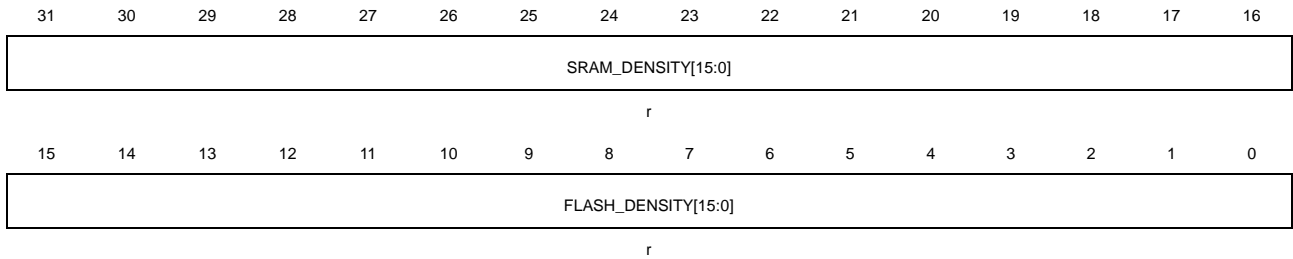 31 30 29 28 27 26 25 24 23 22 21 20 19 18 17 16
SRAM_DENSITY[15:0]
r
15 14 13 12 11 10 9 8 7 6 5 4 3 2 1 0
FLASH_DENSITY[15:0]
r